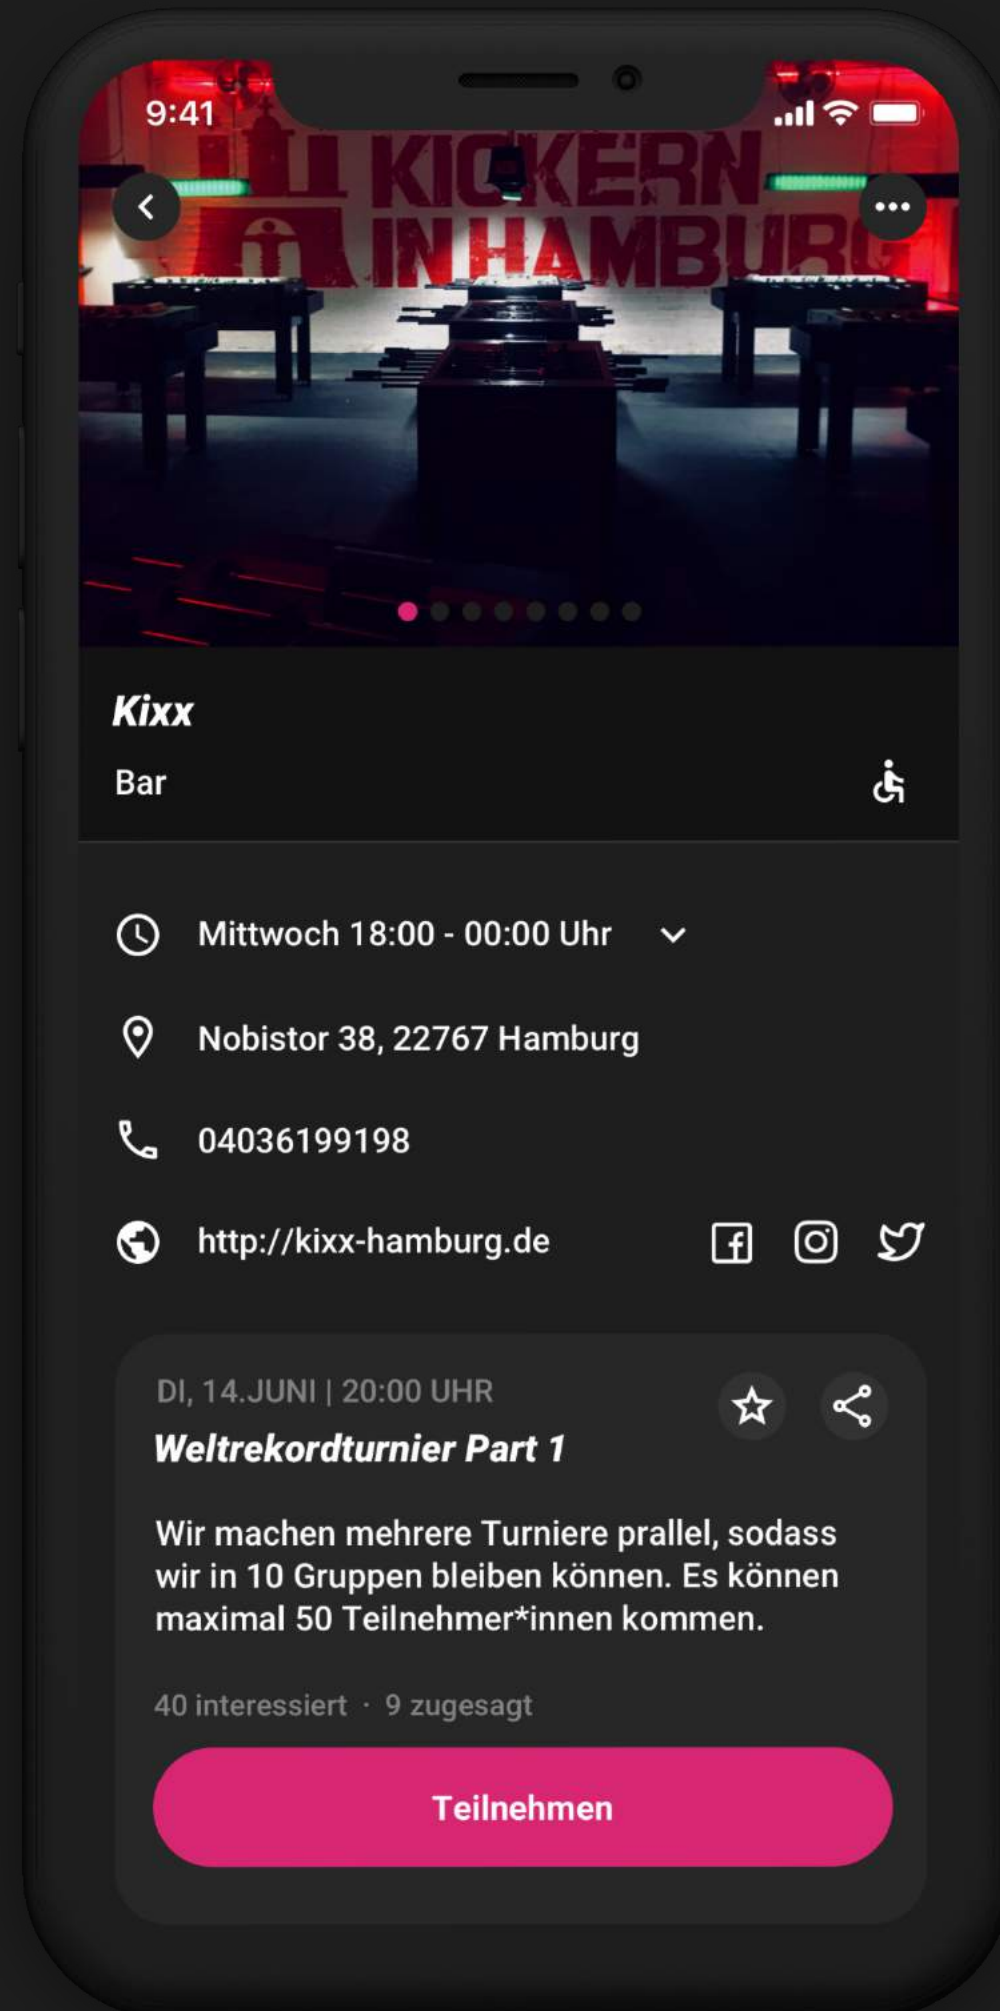 9:41
KICKERN
IN HAMBURG
Kixx
Bar
Mittwoch 18:00 - 00:00 Uhr
Nobistor 38, 22767 Hamburg
04036199198
http://kixx-hamburg.de
DI, 14.JUNI | 20:00 UHR
Weltrekordturnier Part 1
Wir machen mehrere Turniere prallel, sodass
wir in 10 Gruppen bleiben können. Es können
maximal 50 Teilnehmer*innen kommen.
40 interessiert · 9 zugesagt
Teilnehmen